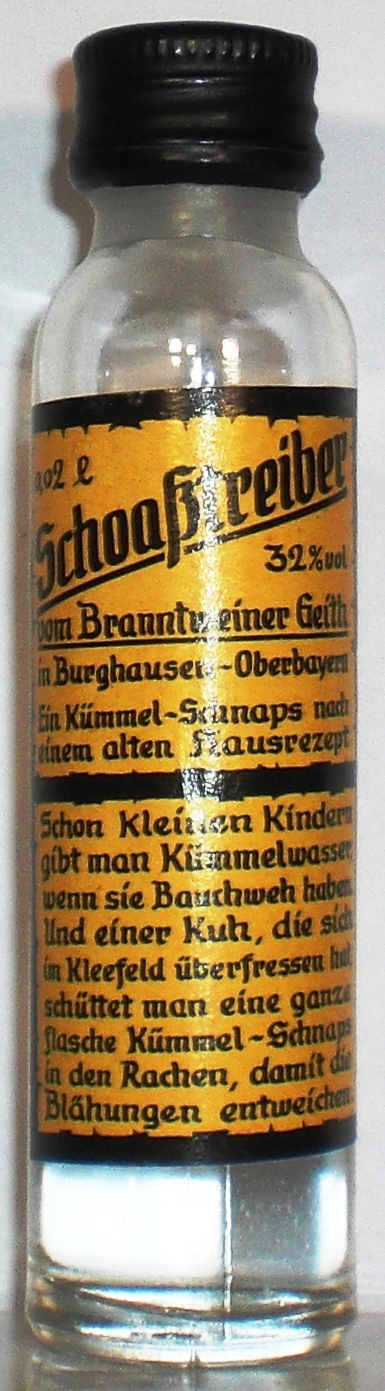 0,02 l
Schoaßtreiber
32%vol
vom Branntweiner Geith
in Burghausen-Oberbayern
Ein Kümmel-Schnaps nach
einem alten Hausrezept
Schon kleinen Kindern
gibt man Kümmelwasser,
wenn sie Bauchweh haben.
Und einer Kuh, die sich
im Kleefeld überfressen hat
schüttet man eine ganze
flasche Kümmel-Schnaps
in den Rachen, damit die
Blähungen entweichen.